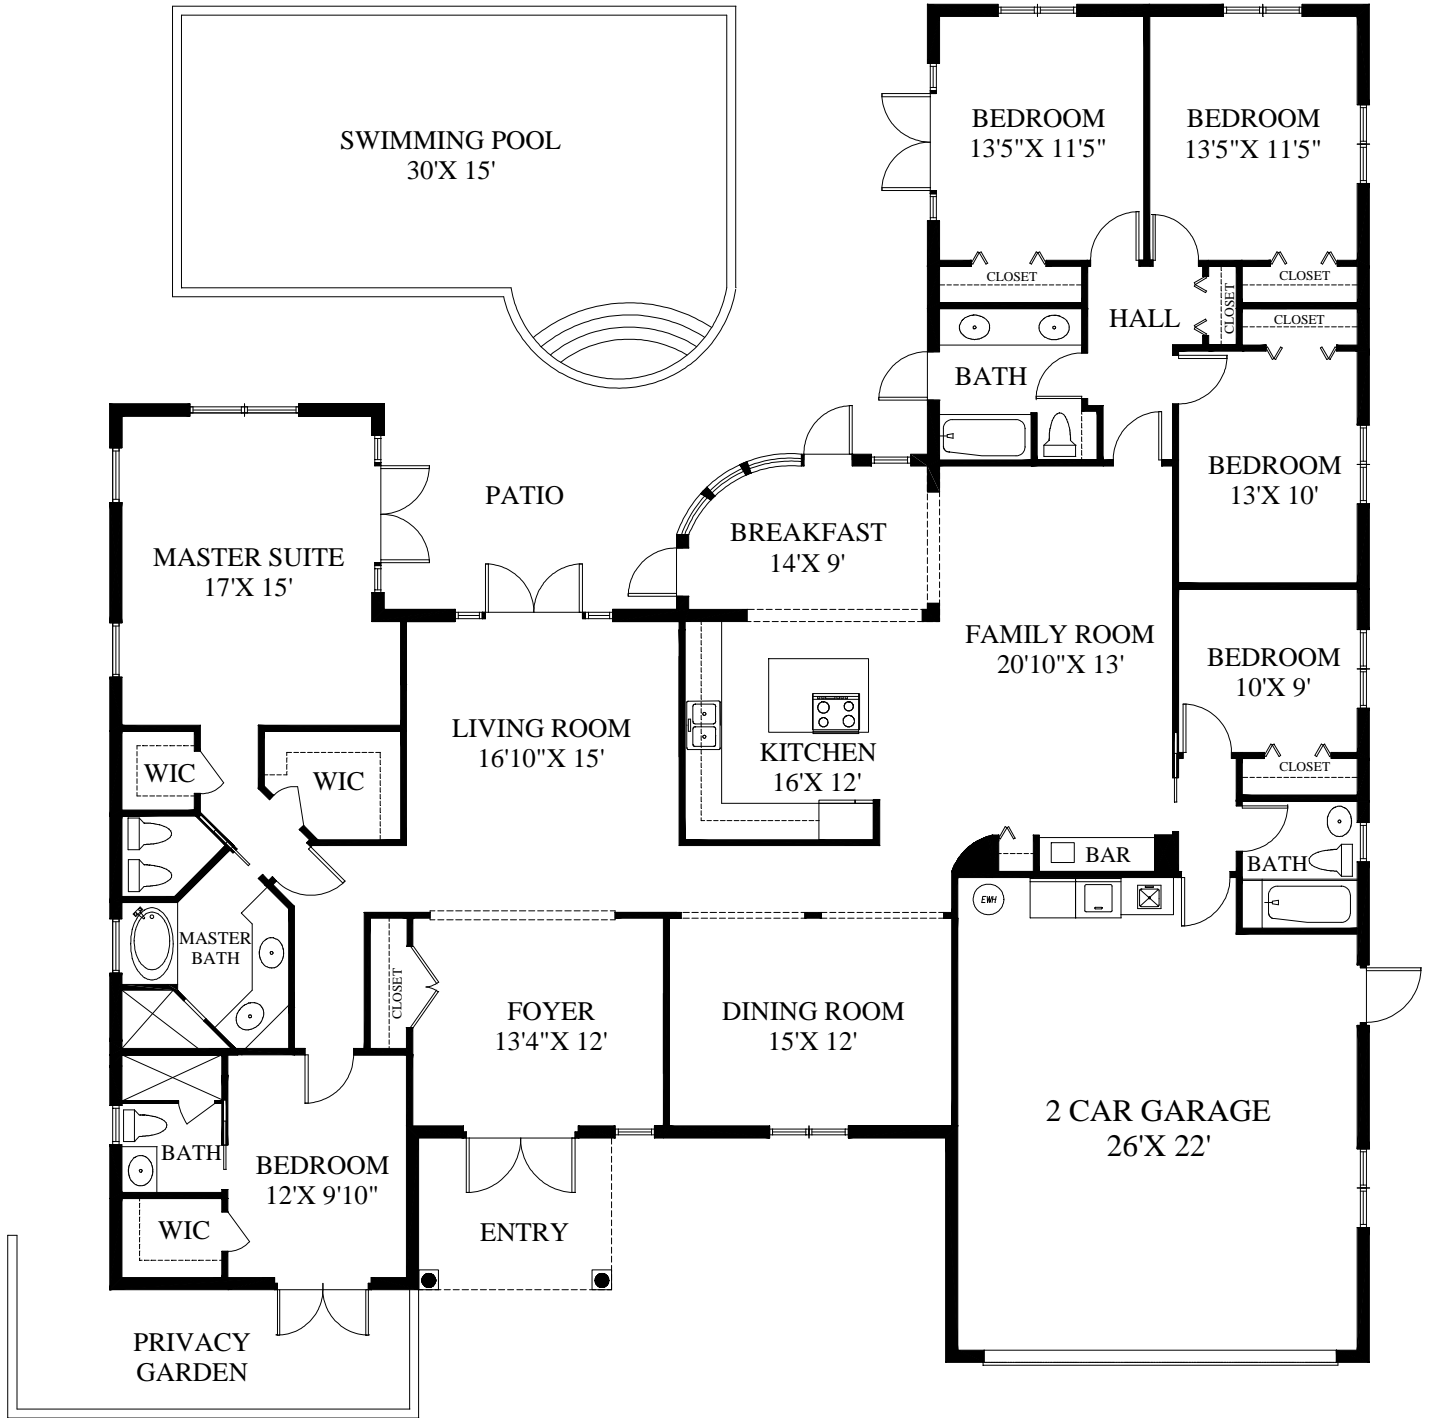 SWIMMING POOL
30'X 15'
BEDROOM
13'5"X 11'5"
BEDROOM
13'5"X 11'5"
CLOSET
CLOSET
CLOSET
CLOSET
HALL
BATH
BEDROOM
13'X 10'
PATIO
BREAKFAST
14'X 9'
MASTER SUITE
17'X 15'
FAMILY ROOM
20'10"X 13'
BEDROOM
10'X 9'
LIVING ROOM
16'10"X 15'
KITCHEN
16'X 12'
WIC
WIC
CLOSET
BAR
BATH
EWH
MASTER
BATH
CLOSET
FOYER
13'4"X 12'
DINING ROOM
15'X 12'
2 CAR GARAGE
26'X 22'
BATH
BEDROOM
12'X 9'10"
WIC
ENTRY
PRIVACY
GARDEN